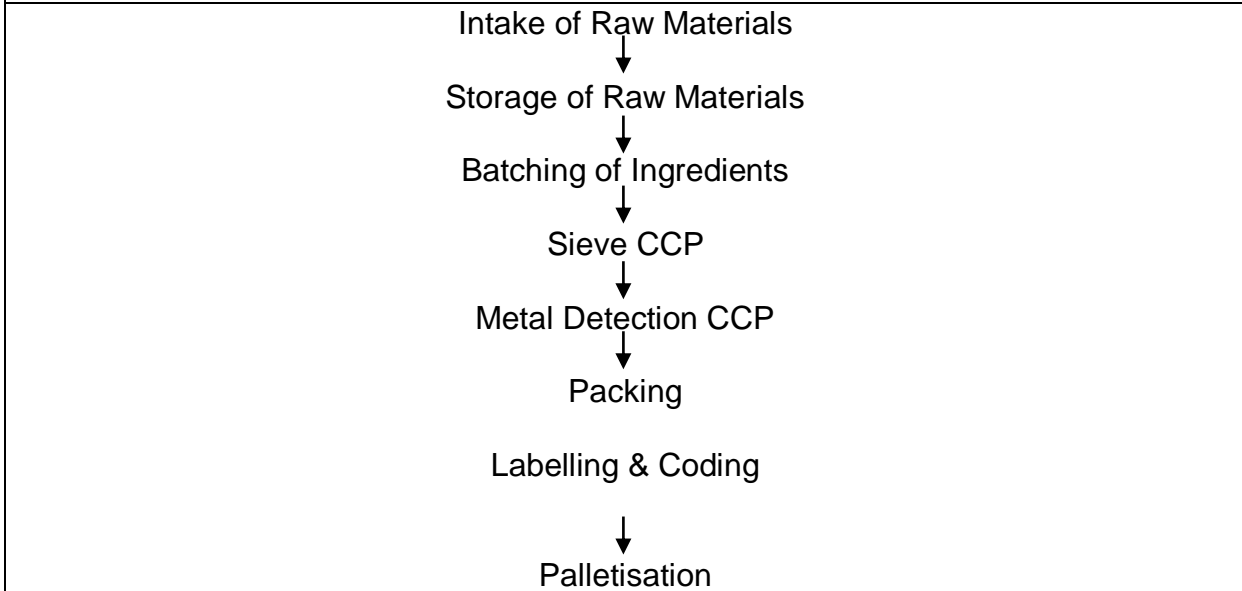 Intake of Raw Materials
Storage of Raw Materials
Batching of Ingredients
Sieve CCP
Metal Detection CCP
Packing
Labelling & Coding
Palletisation